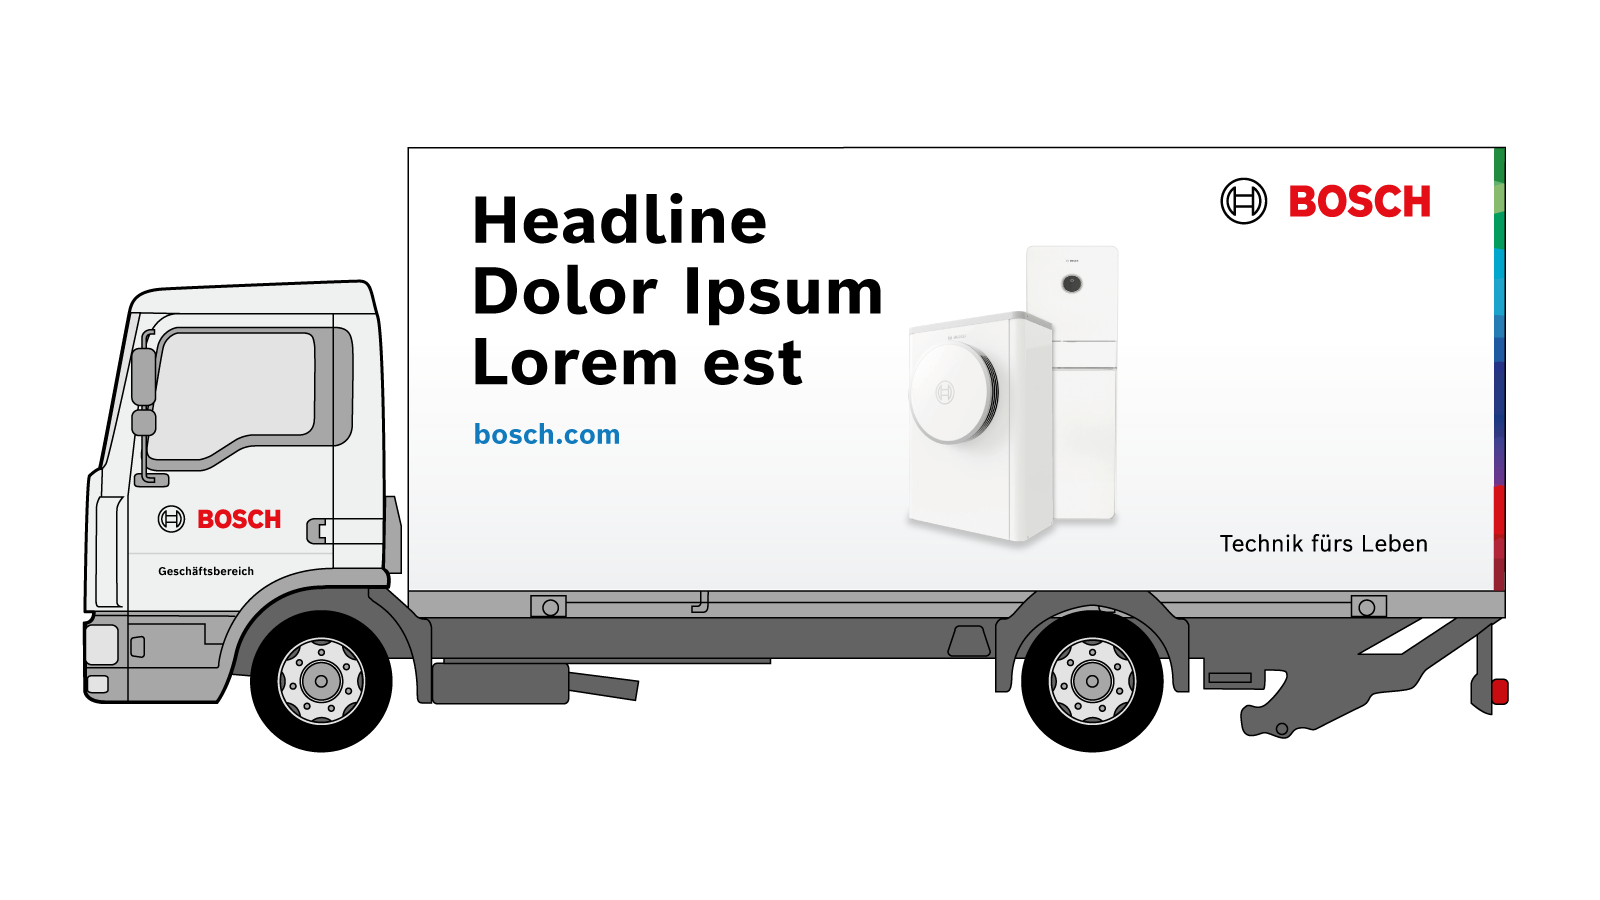 Headline
Dolor Ipsum
Lorem est
bosch.com
BOSCH
Technik fürs Leben
BOSCH
Geschäftsbereich